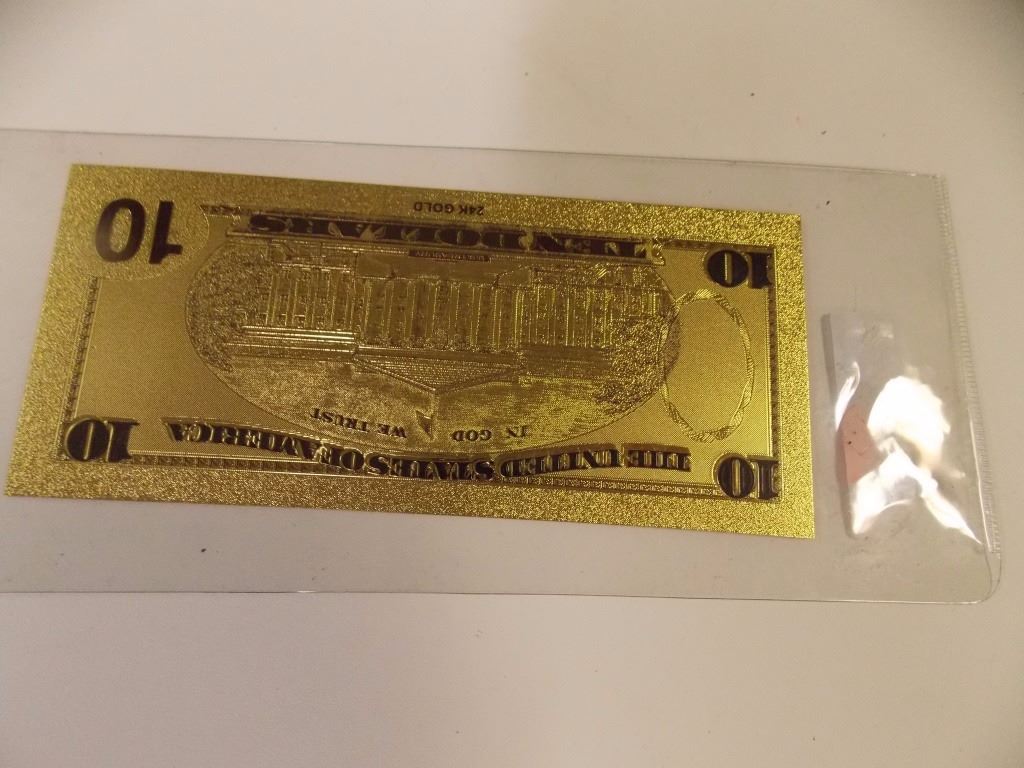 THE UNITED STATES OF AMERICA
10 10
IN GOD WE TRUST
TEN DOLLARS
10 10
24K GOLD